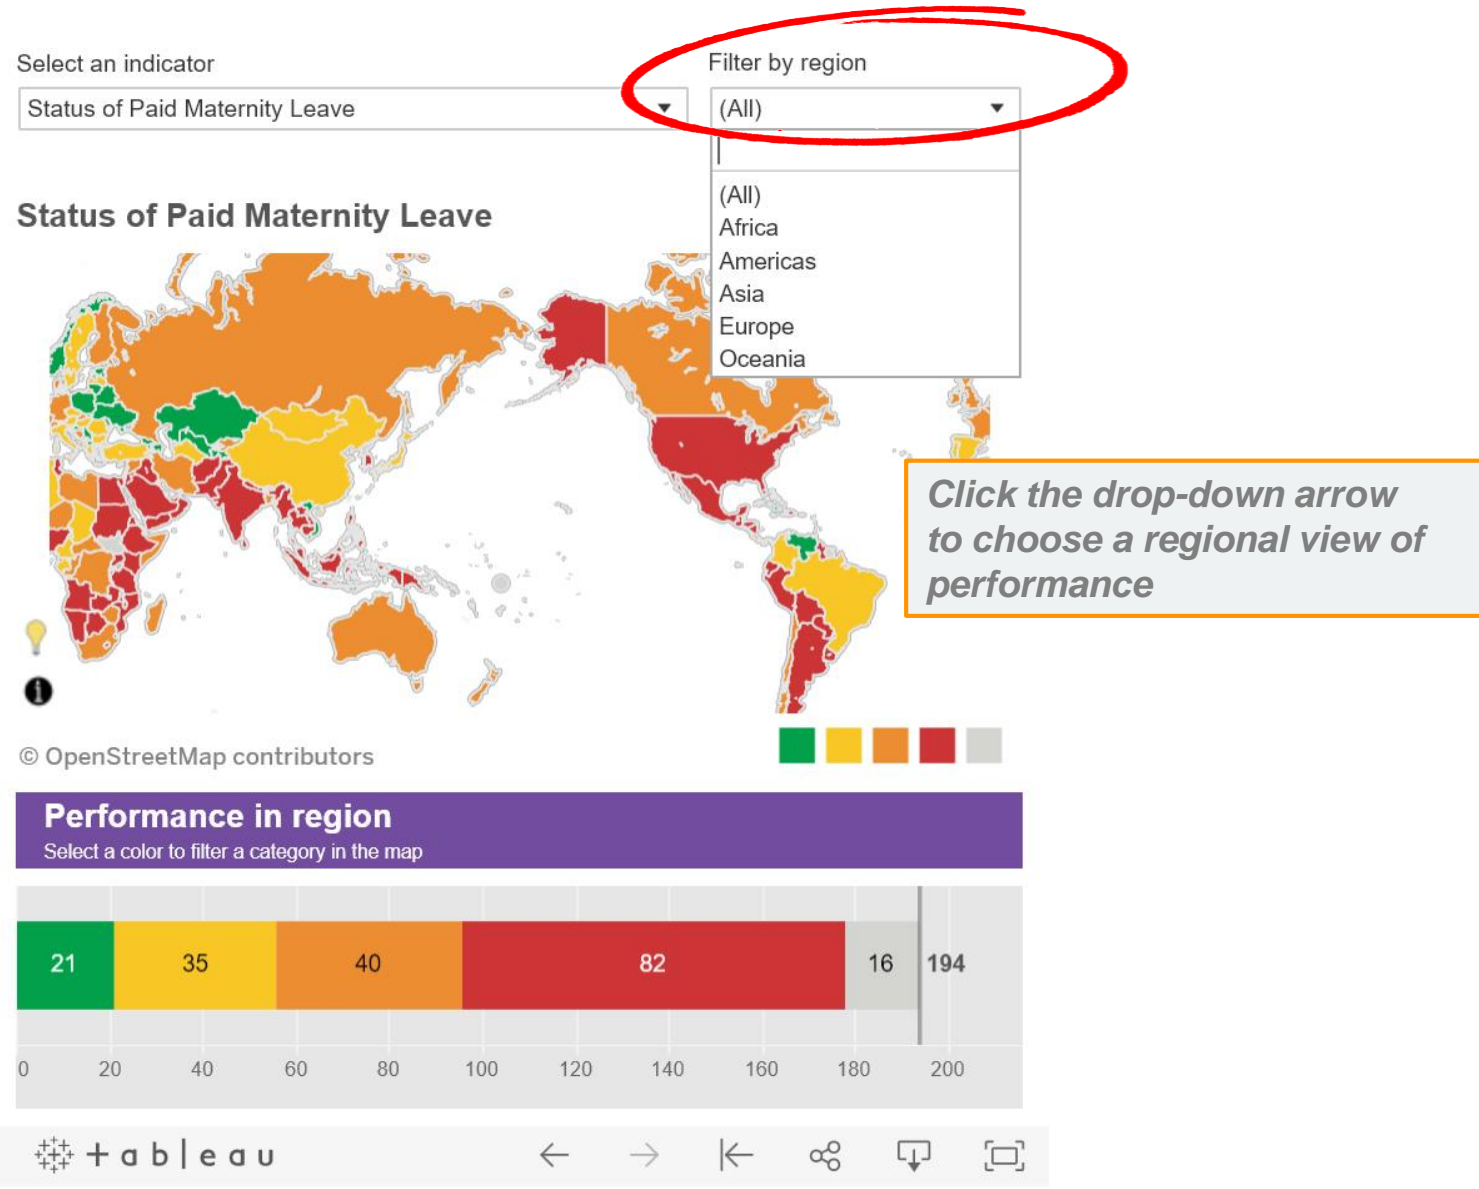 Select an indicator
Filter by region
Status of Paid Maternity Leave
(All)
(All)
Africa
Americas
Asia
Europe
Oceania
Status of Paid Maternity Leave
Click the drop-down arrow
to choose a regional view of
performance
© OpenStreetMap contributors
Performance in region
Select a color to filter a category in the map
21 35 40 82 16 194
0 20 40 60 80 100 120 140 160 180 200
+ a b l e a u